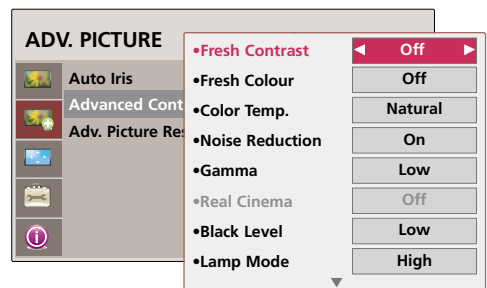 ADV. PICTURE
Auto Iris
Advanced Cont
Adv. Picture Res
•Fresh Contrast Off
•Fresh Colour Off
•Color Temp. Natural
•Noise Reduction On
•Gamma Low
•Real Cinema Off
•Black Level Low
•Lamp Mode High